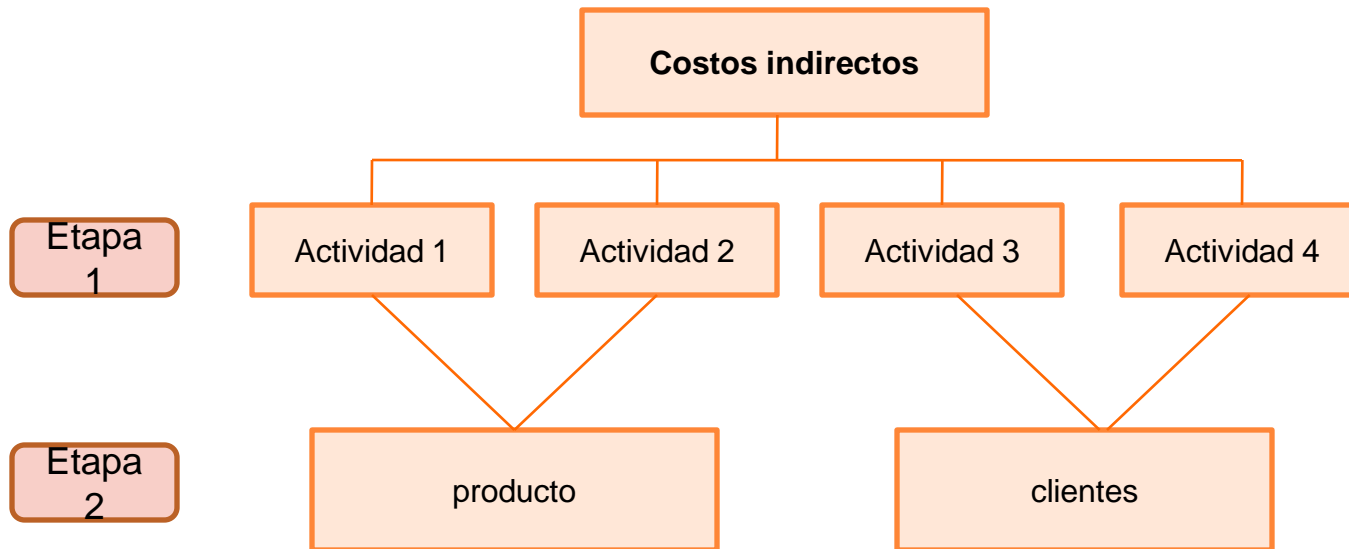 Costos indirectos
Etapa
1
Actividad 1
Actividad 2
Actividad 3
Actividad 4
Etapa
2
producto
clientes